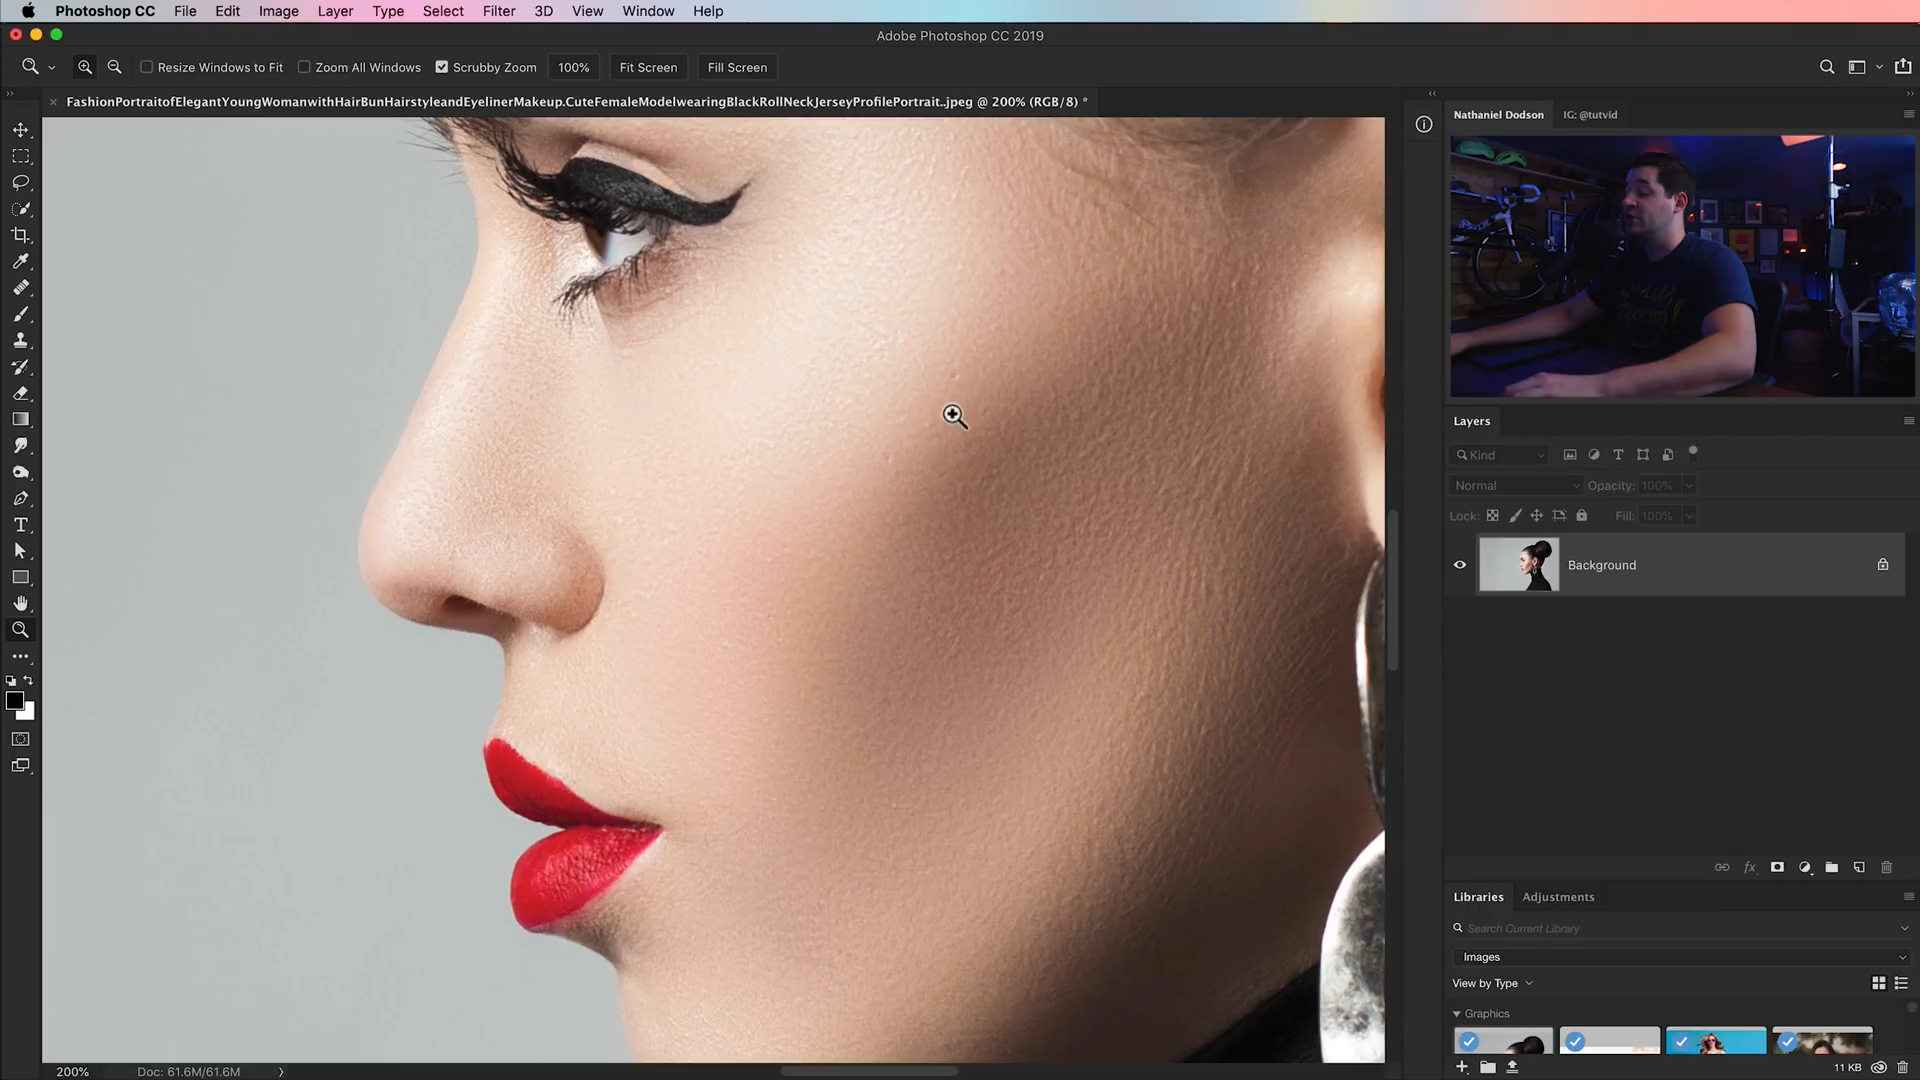 Photoshop CC File Edit Image Layer Type Select Filter 3D View Window Help
Adobe Photoshop CC 2019
Resize Windows to Fit Zoom All Windows Scrubby Zoom 100% Fit Screen Fill Screen
FashionPortraitofElegantYoungWomanwithHairBunHairstyleandEyelinerMakeup.CuteFemaleModelwearingBlackRollNeckJerseyProfilePortrait..jpeg @ 200% (RGB/8) *
Nathaniel Dodson IG: @tutvid
Layers
Kind
Normal Opacity: 100%
Lock: Fill: 100%
Background
Libraries Adjustments
Search Current Library
Images
View by Type
Graphics
200% Doc: 61.6M/61.6M
11 KB